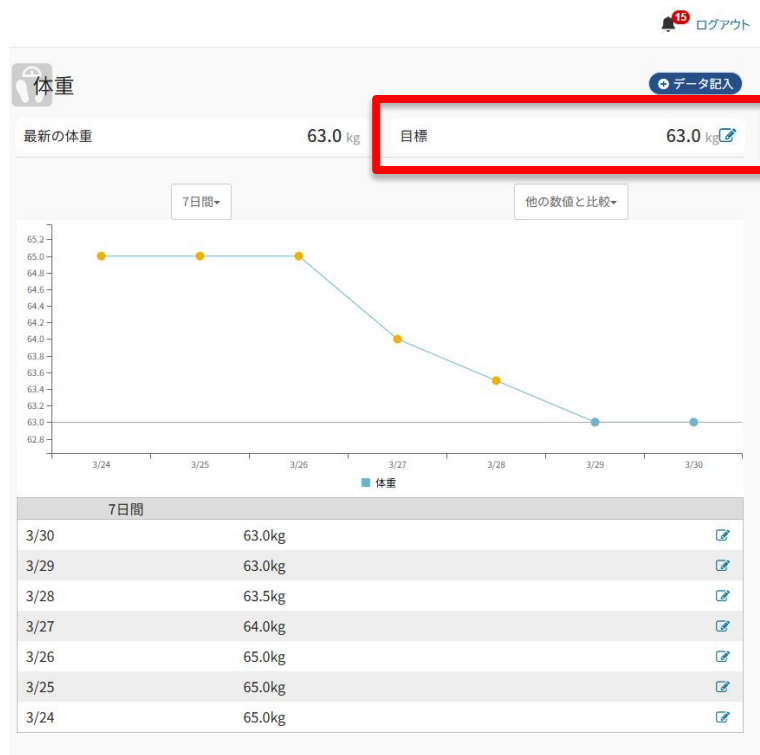 15 ログアウト
体重
データ記入
最新の体重 63.0 kg 目標 63.0 kg
7日間 他の数値と比較
65.2
65.0
64.8
64.6
64.4
64.2
64.0
63.8
63.6
63.4
63.2
63.0
62.8
3/24 3/25 3/26 3/27 3/28 3/29 3/30
体重
7日間
3/30 63.0kg
3/29 63.0kg
3/28 63.5kg
3/27 64.0kg
3/26 65.0kg
3/25 65.0kg
3/24 65.0kg